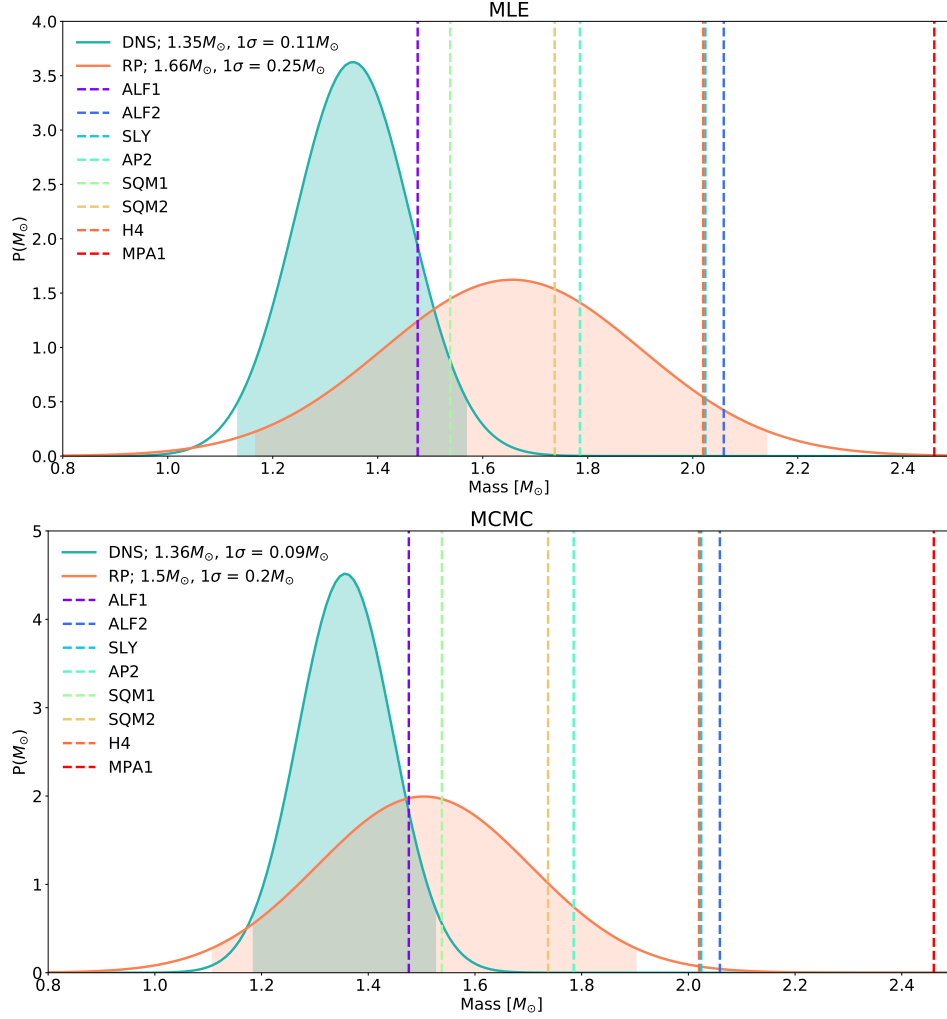 MLE
4.0
3.5
3.0
2.5
2.0
1.5
1.0
0.5
0.0
P(M⊙)
DNS; 1.35M⊙, 1σ = 0.11M⊙
RP; 1.66M⊙, 1σ = 0.25M⊙
ALF1
ALF2
SLY
AP2
SQM1
SQM2
H4
MPA1
0.8 1.0 1.2 1.4 1.6 1.8 2.0 2.2 2.4
Mass [M⊙]
MCMC
5
4
3
2
1
0
P(M⊙)
DNS; 1.36M⊙, 1σ = 0.09M⊙
RP; 1.5M⊙, 1σ = 0.2M⊙
ALF1
ALF2
SLY
AP2
SQM1
SQM2
H4
MPA1
0.8 1.0 1.2 1.4 1.6 1.8 2.0 2.2 2.4
Mass [M⊙]